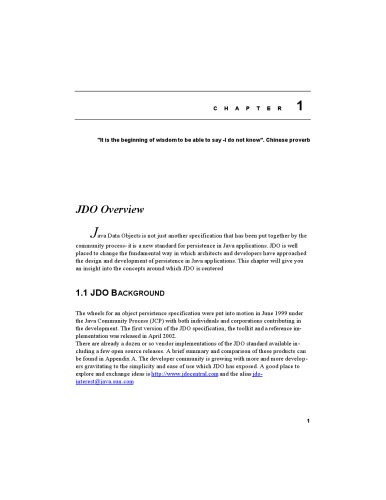 C H A P T E R 1
"It is the beginning of wisdom to be able to say -I do not know". Chinese proverb
JDO Overview
Java Data Objects is not just another specification that has been put together by the
community process- it is a new standard for persistence in Java applications. JDO is well
placed to change the fundamental way in which architects and developers have approached
the design and development of persistence in Java applications. This chapter will give you
an insight into the concepts around which JDO is centered
1.1 JDO BACKGROUND
The wheels for an object persistence specification were put into motion in June 1999 under
the Java Community Process (JCP) with both individuals and corporations contributing in
the development. The first version of the JDO specification, the toolkit and a reference im-
plementation was released in April 2002.
There are already a dozen or so vendor implementations of the JDO standard available in-
cluding a few open source releases. A brief summary and comparison of these products can
be found in Appendix A. The developer community is growing with more and more develop-
ers gravitating to the simplicity and ease of use which JDO has exposed. A good place to
explore and exchange ideas is http://www.jdocentral.com and the alias jdo-
interest@java.sun.com
1